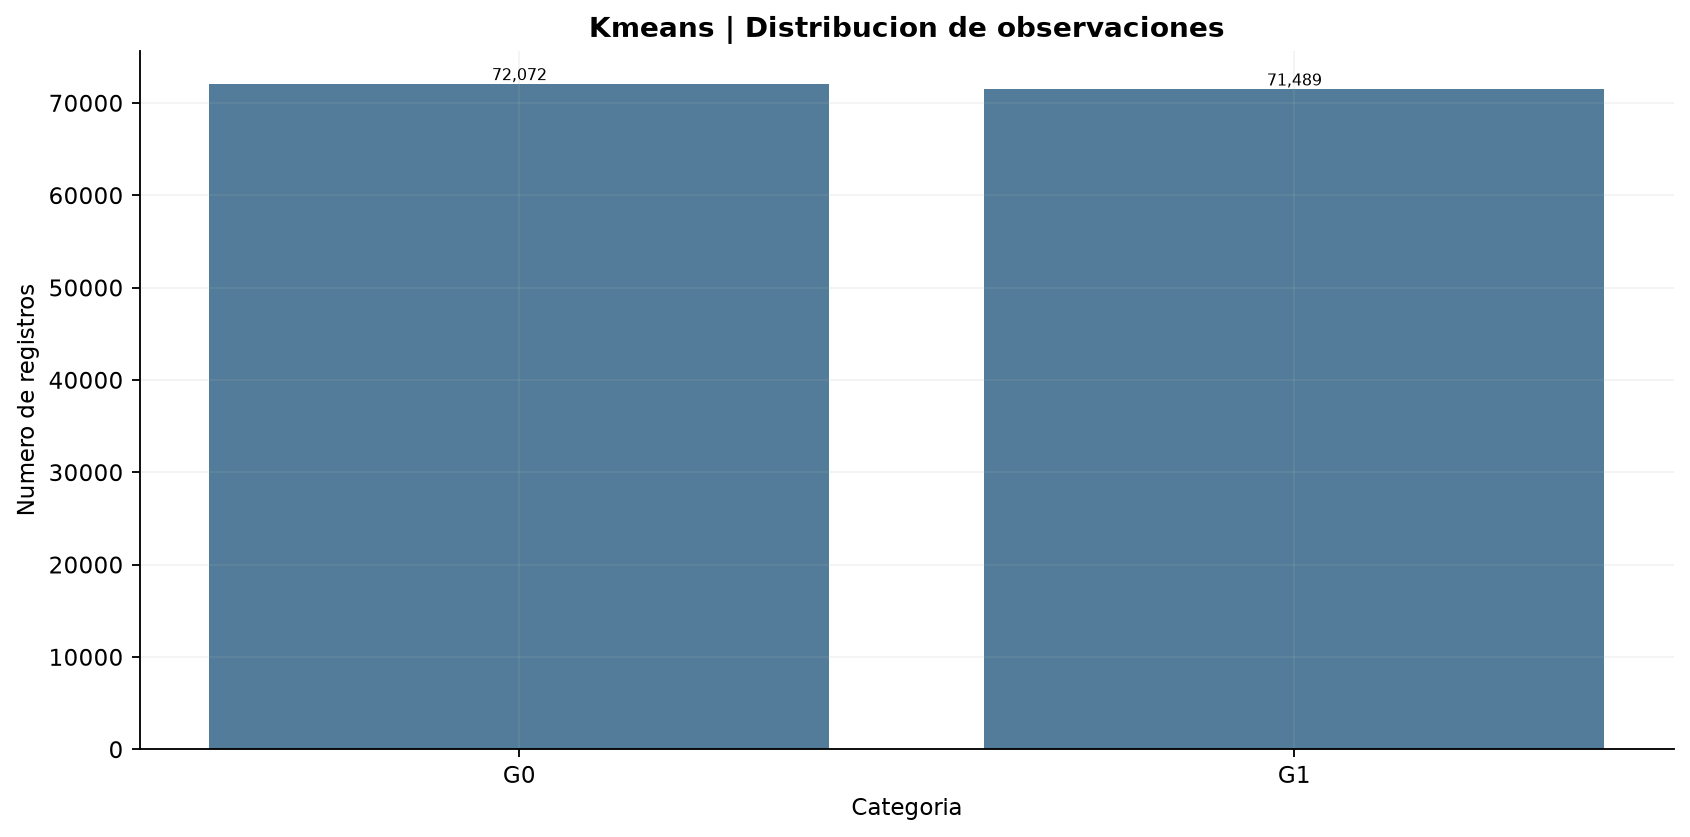 Kmeans | Distribucion de observaciones
72,072
71,489
70000
60000
50000
40000
30000
20000
10000
0
Numero de registros
G0
G1
Categoria